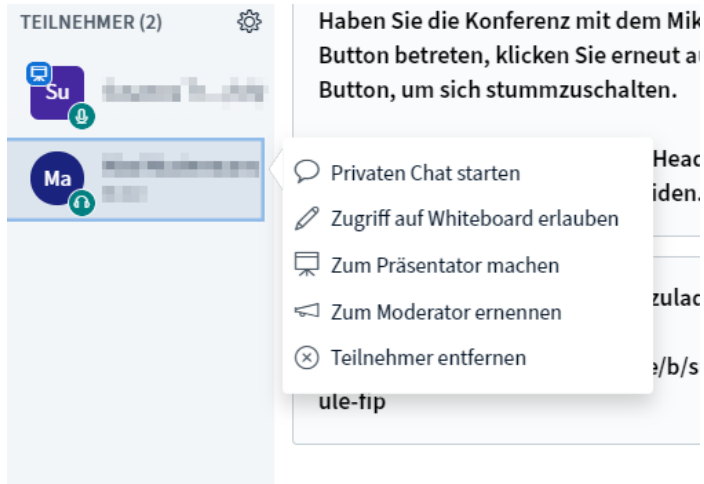 TEILNEHMER (2)
Su
Ma
Haben Sie die Konferenz mit dem Mik
Button betreten, klicken Sie erneut a
Button, um sich stummzuschalten.
Head
iden.
Privaten Chat starten
Zugriff auf Whiteboard erlauben
Zum Präsentator machen
Zum Moderator ernennen
Teilnehmer entfernen
zulad
e/b/s
ule-fip